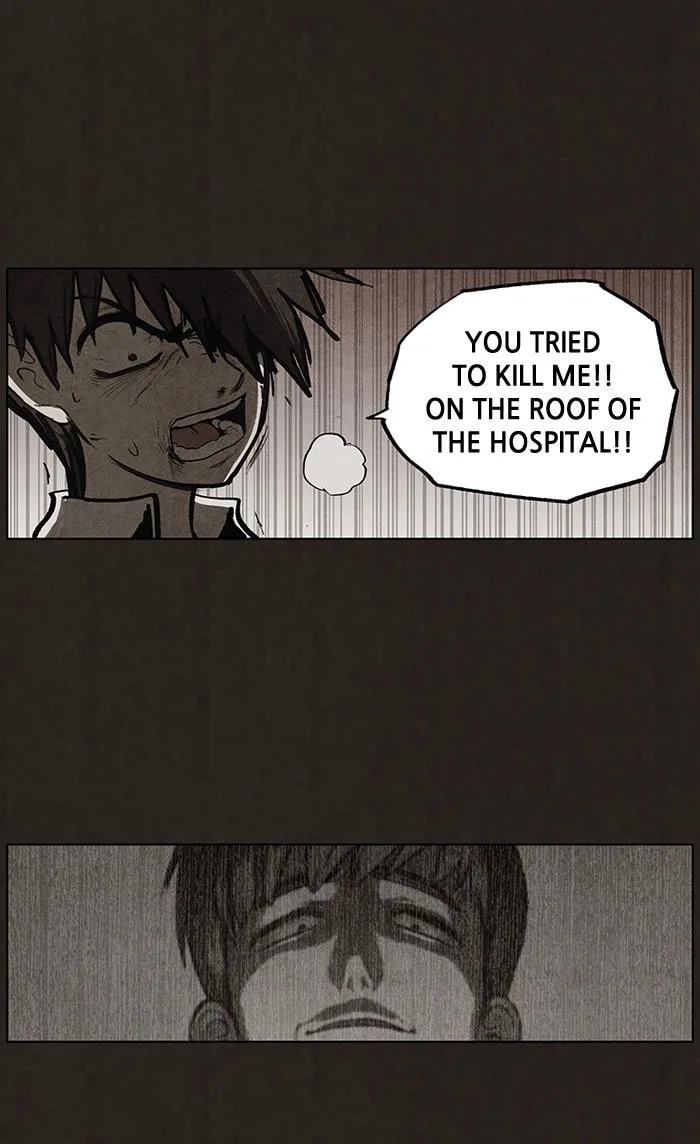 YOU TRIED
TO KILL ME!!
ON THE ROOF OF
THE HOSPITAL!!